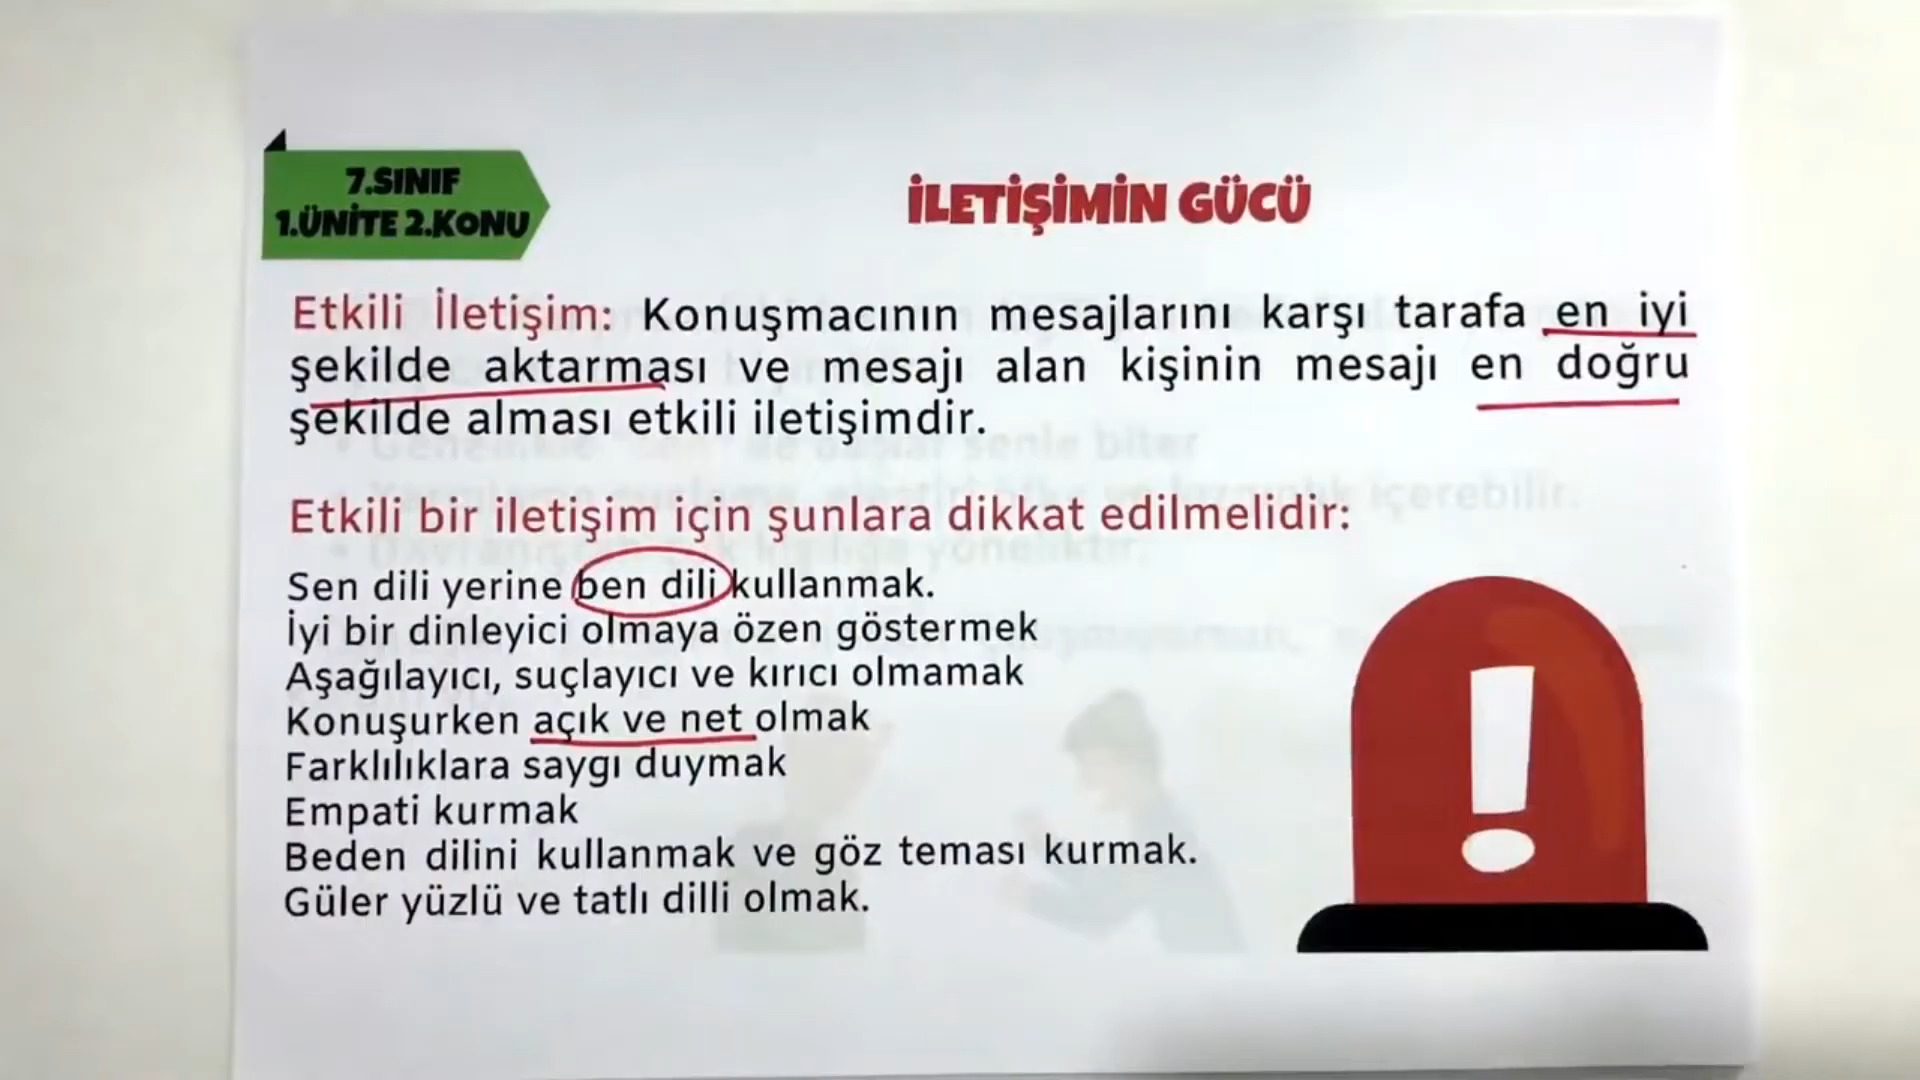 7.SINIF
1.ÜNİTE 2.KONU
İLETİŞİMİN GÜCÜ
Etkili İletişim: Konuşmacının mesajlarını karşı tarafa en iyi
şekilde aktarması ve mesajı alan kişinin mesajı en doğru
şekilde alması etkili iletişimdir.
Etkili bir iletişim için şunlara dikkat edilmelidir:
Sen dili yerine ben dili kullanmak.
İyi bir dinleyici olmaya özen göstermek
Aşağılayıcı, suçlayıcı ve kırıcı olmamak
Konuşurken açık ve net olmak
Farklılıklara saygı duymak
Empati kurmak
Beden dilini kullanmak ve göz teması kurmak.
Güler yüzlü ve tatlı dilli olmak.
!